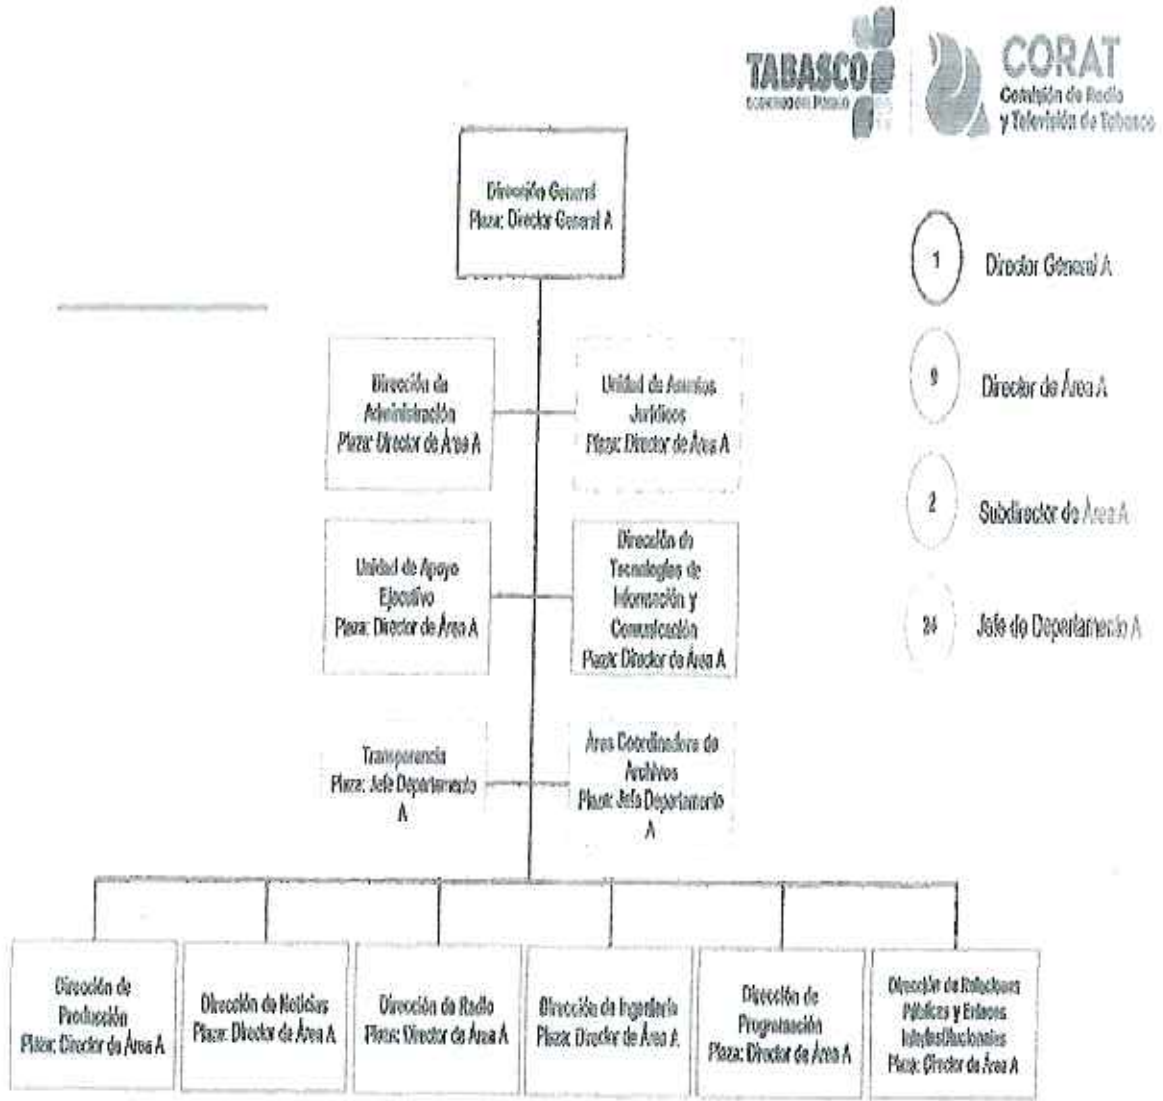 TABASCO
CORAT
Comisión de Radio
y Televisión de Tabasco
Dirección General
Plaza: Director General A
1
Director General A
Dirección de
Administración
Plaza: Director de Área A
Unidad de Asuntos
Jurídicos
Plaza: Director de Área A
9
Director de Área A
2
Subdirector de Área A
Unidad de Apoyo
Ejecutivo
Plaza: Director de Área A
Dirección de
Tecnologías de
Información y
Comunicación
Plaza: Director de Área A
Jefe de Departamento A
Transparencia
Plaza: Jefe Departamento
A
Área Coordinadora de
Archivos
Plaza: Jefe Departamento
A
Dirección de
Producción
Plaza: Director de Área A
Dirección de Noticias
Plaza: Director de Área A
Dirección de Radio
Plaza: Director de Área A
Dirección de Ingeniería
Plaza: Director de Área A
Dirección de
Programación
Plaza: Director de Área A
Dirección de Relaciones
Públicas y Enlaces
Interinstitucionales
Plaza: Director de Área A